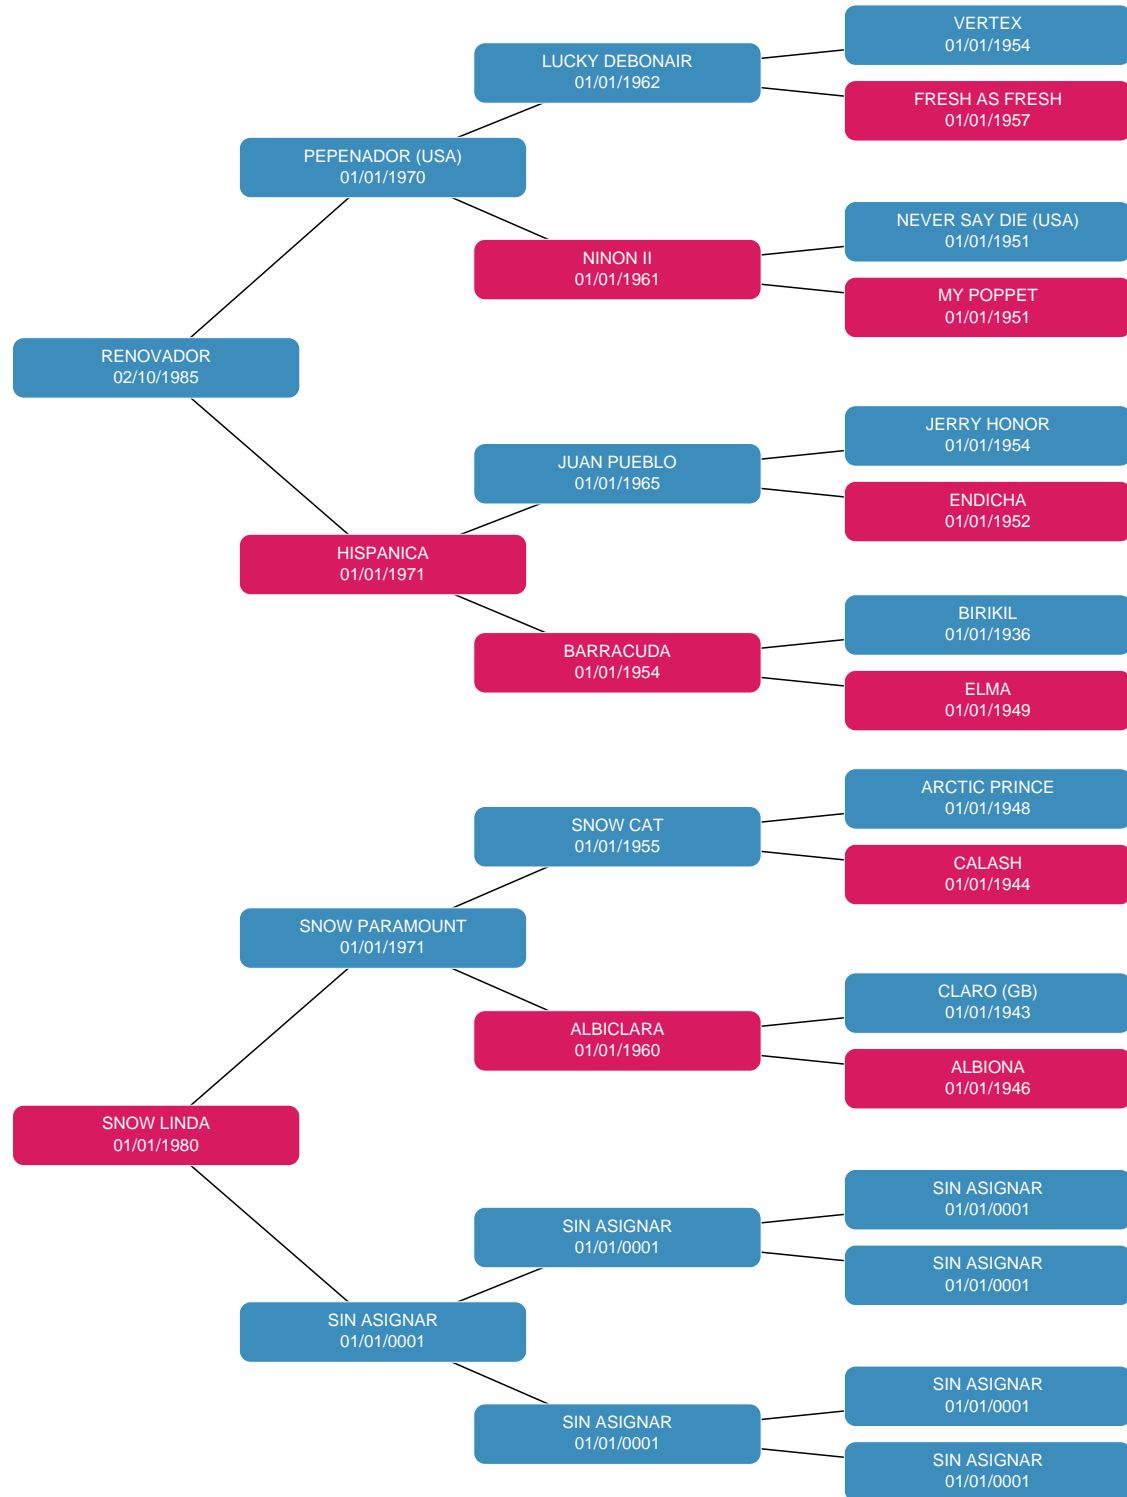 VERTEX
01/01/1954
LUCKY DEBONAIR
01/01/1962
FRESH AS FRESH
01/01/1957
PEPENADOR (USA)
01/01/1970
NEVER SAY DIE (USA)
01/01/1951
NINON II
01/01/1961
MY POPPET
01/01/1951
RENOVADOR
02/10/1985
JERRY HONOR
01/01/1954
JUAN PUEBLO
01/01/1965
ENDICHA
01/01/1952
HISPANICA
01/01/1971
BIRIKIL
01/01/1936
BARRACUDA
01/01/1954
ELMA
01/01/1949
ARCTIC PRINCE
01/01/1948
SNOW CAT
01/01/1955
CALASH
01/01/1944
SNOW PARAMOUNT
01/01/1971
CLARO (GB)
01/01/1943
ALBICLARA
01/01/1960
ALBIONA
01/01/1946
SNOW LINDA
01/01/1980
SIN ASIGNAR
01/01/0001
SIN ASIGNAR
01/01/0001
SIN ASIGNAR
01/01/0001
SIN ASIGNAR
01/01/0001
SIN ASIGNAR
01/01/0001
SIN ASIGNAR
01/01/0001
SIN ASIGNAR
01/01/0001